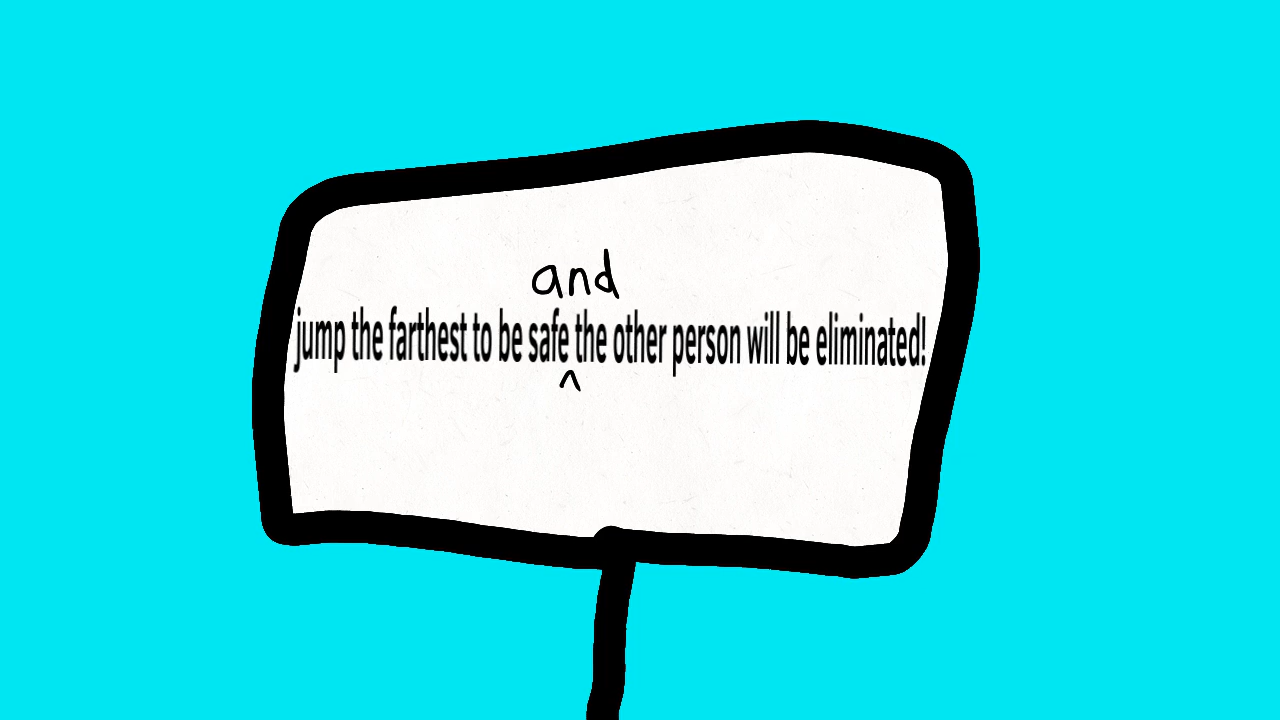 and
jump the farthest to be safe the other person will be eliminated!
^